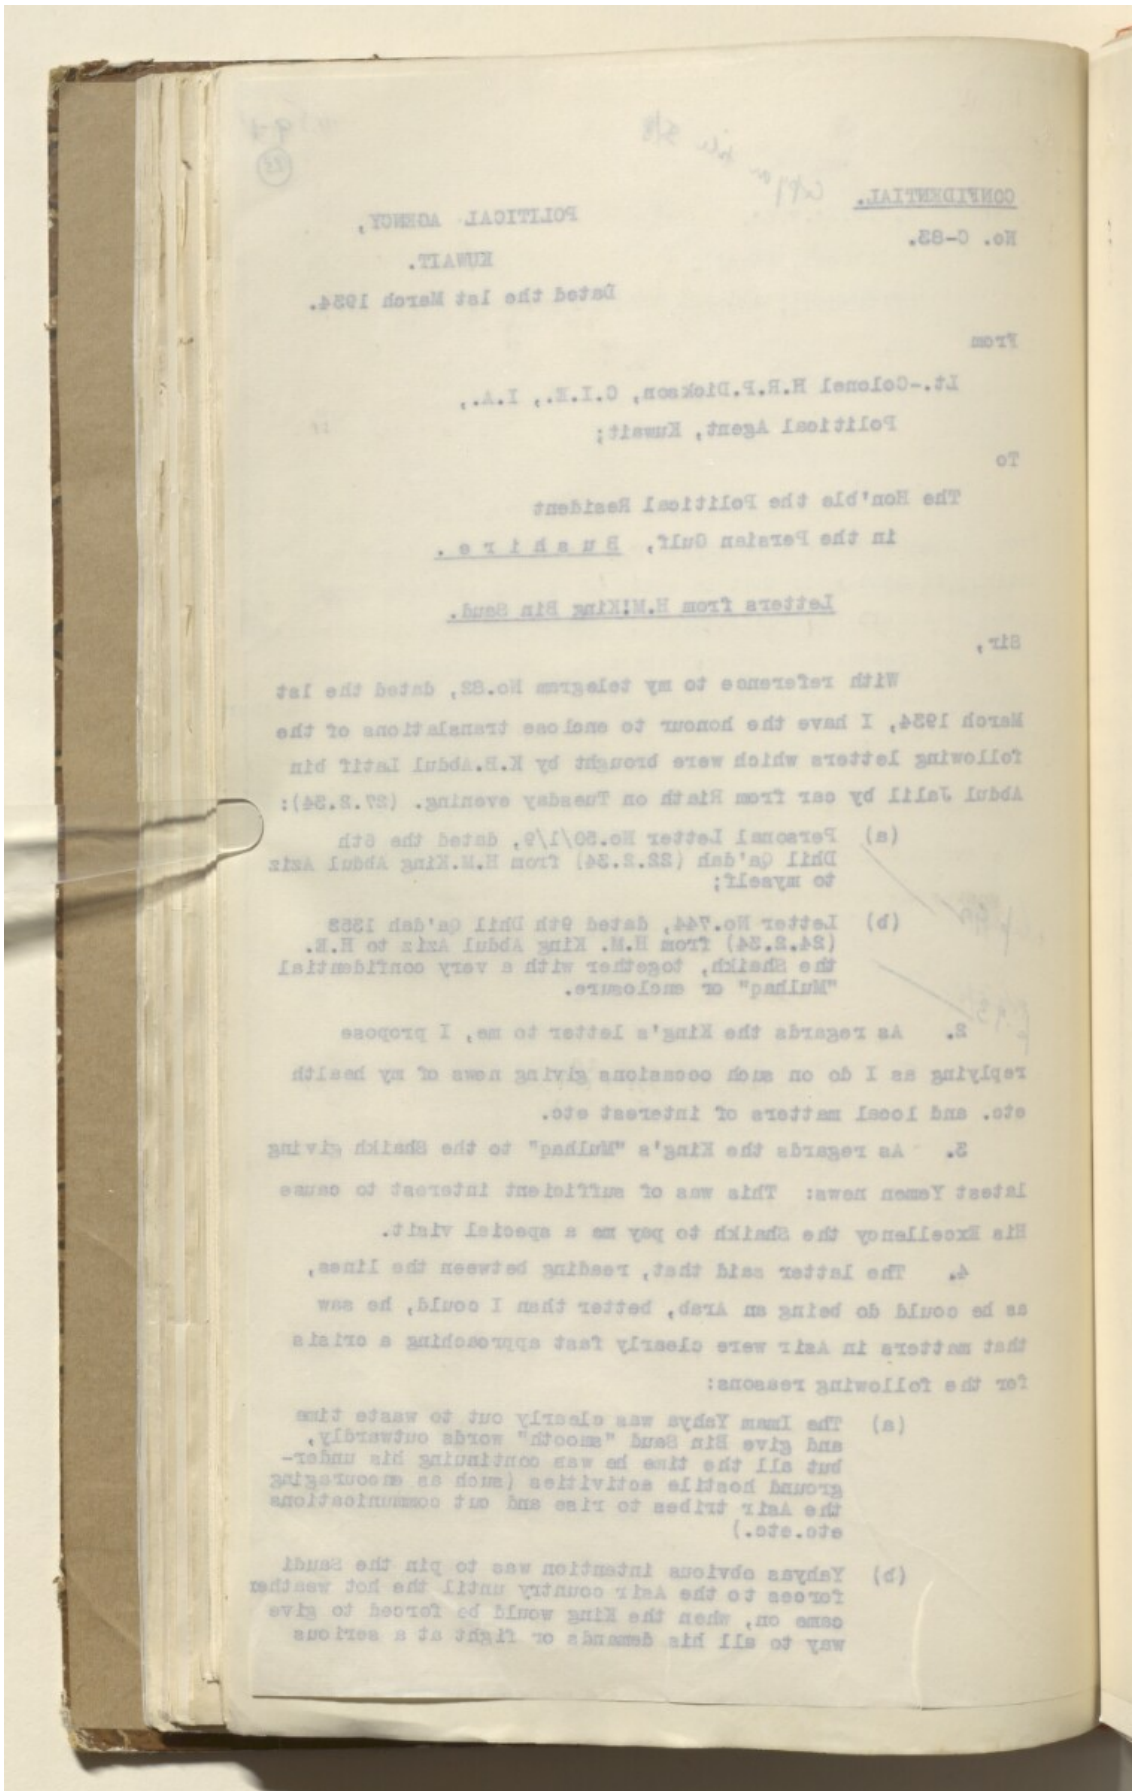 CONFIDENTIAL.
No. C-83.
POLITICAL AGENCY,
KUWAIT.
Dated the 1st March 1934.
From
Lt.-Colonel H.R.P.Dickson, C.I.E., I.A.,
Political Agent, Kuwait;
To
The Hon'ble the Political Resident
in the Persian Gulf, Bushire.
Letters from H.M!King Bin Saud.
Sir,
With reference to my telegram No.82, dated the 1st
March 1934, I have the honour to enclose translations of the
following letters which were brought by K.B.Abdul Latif bin
Abdul Jalil by car from Riath on Tuesday evening. (27.2.34):
(a) Personal Letter No.50/1/9, dated the 6th
Dhil Qa'dah (22.2.34) from H.M.King Abdul Aziz
to myself;
(b) Letter No.744, dated 9th Dhil Qa'dah 1353
(24.2.34) from H.M. King Abdul Aziz to H.E.
the Shaikh, together with a very confidential
"Mulhaq" or enclosure.
2. As regards the King's letter to me, I propose
replying as I do on such occasions giving news of my health
etc. and local matters of interest etc.
3. As regards the King's "Mulhaq" to the Shaikh giving
latest Yemen news: This was of sufficient interest to cause
His Excellency the Shaikh to pay me a special visit.
4. The latter said that, reading between the lines,
as he could do being an Arab, better than I could, he saw
that matters in Asir were clearly fast approaching a crisis
for the following reasons:
(a) The Imam Yahya was clearly out to waste time
and give Bin Saud "smooth" words outwardly,
but all the time he was continuing his under-
ground hostile activities (such as encouraging
the Asir tribes to rise and cut communications
etc.etc.)
(b) Yahyas obvious intention was to pin the Saudi
forces to the Asir country until the hot weather
came on, when the King would be forced to give
way to all his demands or fight at a serious